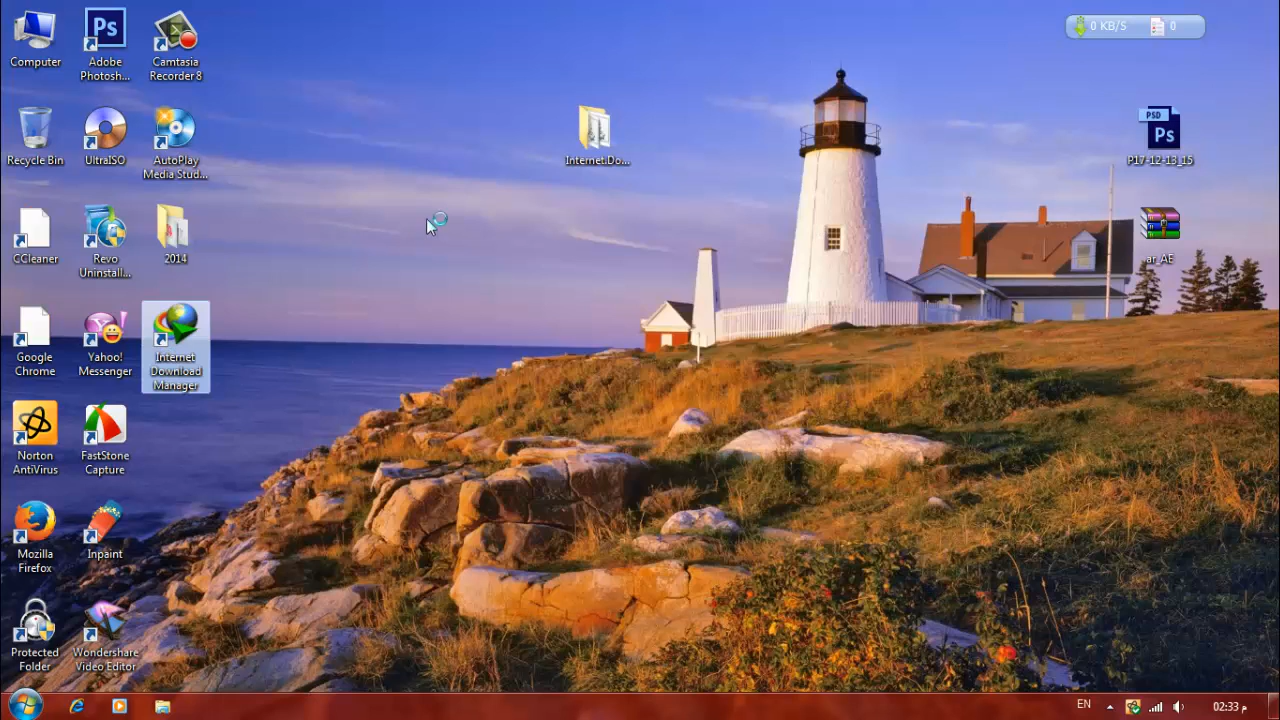 Computer
Adobe
Photosh...
Camtasia
Recorder 8
Recycle Bin
UltraISO
AutoPlay
Media Stud...
CCleaner
Revo
Uninstall...
2014
Google
Chrome
Yahoo!
Messenger
Internet
Download
Manager
Norton
AntiVirus
FastStone
Capture
Mozilla
Firefox
Inpaint
Protected
Folder
Wondershare
Video Editor
Internet.Do...
0 KB/S
0
PSD
Ps
P17-12-13_15
ar_AE
Ps
EN
02:33 م